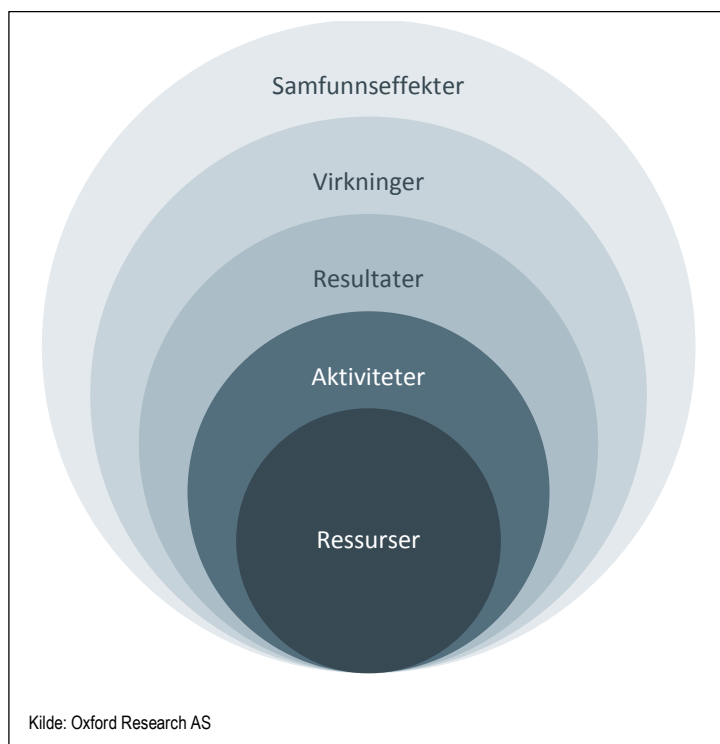 Samfunnseffekter
Virkninger
Resultater
Aktiviteter
Ressurser
Kilde: Oxford Research AS